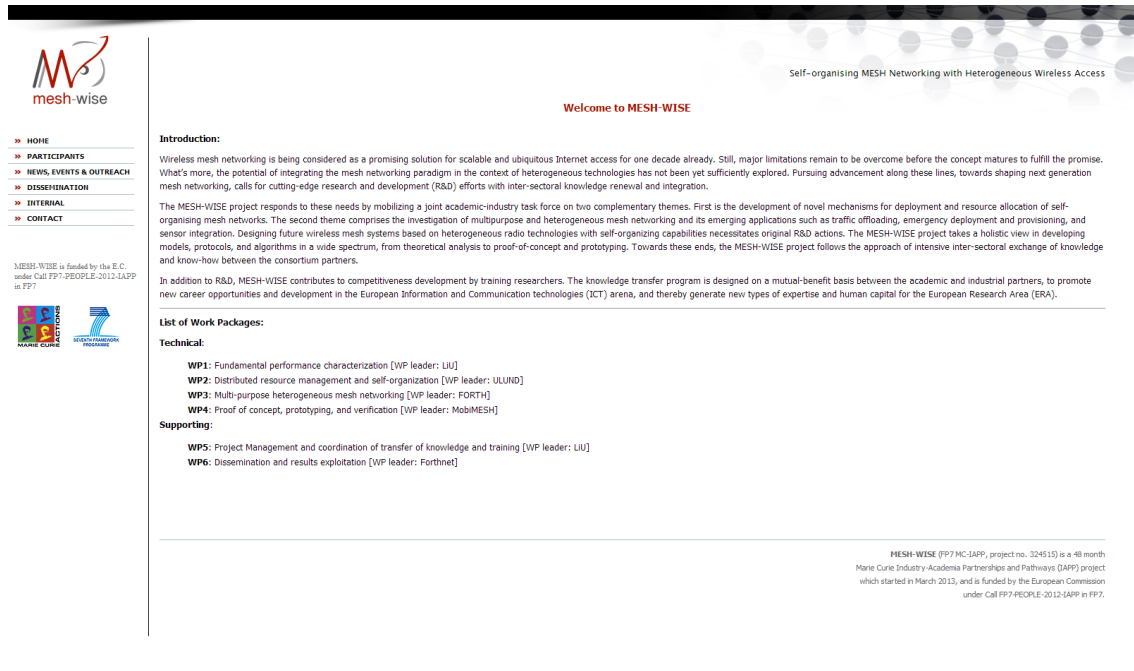 mesh-wise
Self-organising MESH Networking with Heterogeneous Wireless Access
Welcome to MESH-WISE
» HOME
» PARTICIPANTS
» NEWS, EVENTS & OUTREACH
» DISSEMINATION
» INTERNAL
» CONTACT
MESH-WISE is funded by the E.C.
under Call FP7-PEOPLE-2012-IAPP
in FP7
MARIE CURIE
ACTIONS
SEVENTH FRAMEWORK
PROGRAMME
Introduction:
Wireless mesh networking is being considered as a promising solution for scalable and ubiquitous Internet access for one decade already. Still, major limitations remain to be overcome before the concept matures to fulfill the promise.
What's more, the potential of integrating the mesh networking paradigm in the context of heterogeneous technologies has not been yet sufficiently explored. Pursuing advancement along these lines, towards shaping next generation
mesh networking, calls for cutting-edge research and development (R&D) efforts with inter-sectoral knowledge renewal and integration.
The MESH-WISE project responds to these needs by mobilizing a joint academic-industry task force on two complementary themes. First is the development of novel mechanisms for deployment and resource allocation of self-
organising mesh networks. The second theme comprises the investigation of multipurpose and heterogeneous mesh networking and its emerging applications such as traffic offloading, emergency deployment and provisioning, and
sensor integration. Designing future wireless mesh systems based on heterogeneous radio technologies with self-organizing capabilities necessitates original R&D actions. The MESH-WISE project takes a holistic view in developing
models, protocols, and algorithms in a wide spectrum, from theoretical analysis to proof-of-concept and prototyping. Towards these ends, the MESH-WISE project follows the approach of intensive inter-sectoral exchange of knowledge
and know-how between the consortium partners.
In addition to R&D, MESH-WISE contributes to competitiveness development by training researchers. The knowledge transfer program is designed on a mutual-benefit basis between the academic and industrial partners, to promote
new career opportunities and development in the European Information and Communication technologies (ICT) arena, and thereby generate new types of expertise and human capital for the European Research Area (ERA).
List of Work Packages:
Technical:
WP1: Fundamental performance characterization [WP leader: LiU]
WP2: Distributed resource management and self-organization [WP leader: ULUND]
WP3: Multi-purpose heterogeneous mesh networking [WP leader: FORTH]
WP4: Proof of concept, prototyping, and verification [WP leader: MobiMESH]
Supporting:
WP5: Project Management and coordination of transfer of knowledge and training [WP leader: LiU]
WP6: Dissemination and results exploitation [WP leader: Forthnet]
MESH-WISE (FP7 MC-IAPP, project no. 324515) is a 48 month
Marie Curie Industry-Academia Partnerships and Pathways (IAPP) project
which started in March 2013, and is funded by the European Commission
under Call FP7-PEOPLE-2012-IAPP in FP7.